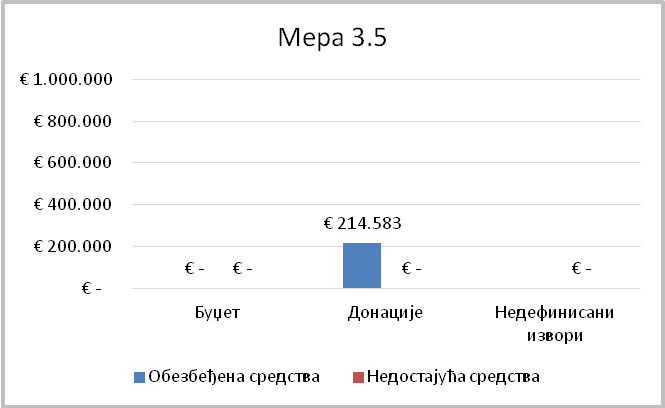 Мера 3.5
€ 1.000.000
€ 800.000
€ 600.000
€ 400.000
€ 200.000
€ -
€ -
€ -
€ 214.583
€ -
€ -
Буџет
Донације
Недефинисани
извори
Обезбеђена средства
Недостајућа средства